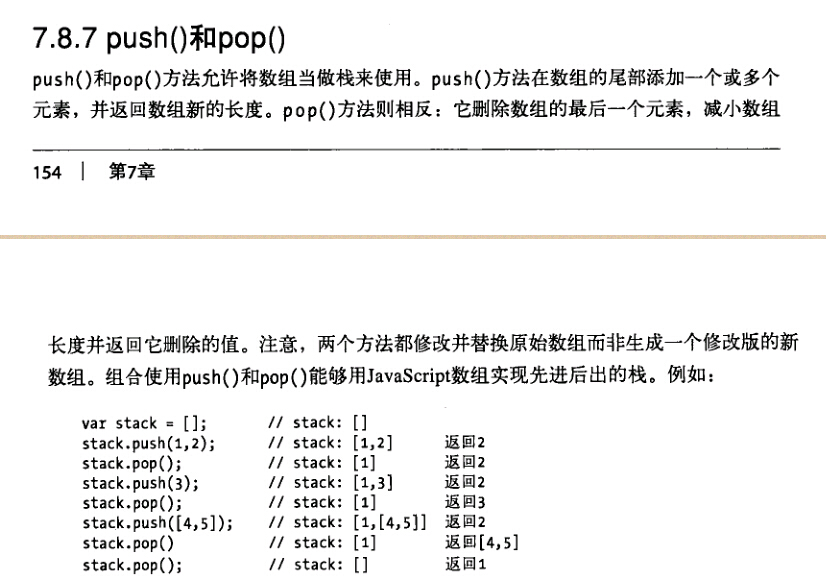 7.8.7 push()和pop()
push()和pop()方法允许将数组当做栈来使用。push()方法在数组的尾部添加一个或多个
元素，并返回数组新的长度。pop()方法则相反：它删除数组的最后一个元素，减小数组
154 | 第7章
长度并返回它删除的值。注意，两个方法都修改并替换原始数组而非生成一个修改版的新
数组。组合使用push()和pop()能够用JavaScript数组实现先进后出的栈。例如：
var stack = []; // stack: []
stack.push(1,2); // stack: [1,2] 返回2
stack.pop(); // stack: [1] 返回2
stack.push(3); // stack: [1,3] 返回2
stack.pop(); // stack: [1] 返回3
stack.push([4,5]); // stack: [1,[4,5]] 返回2
stack.pop() // stack: [1] 返回[4,5]
stack.pop(); // stack: [] 返回1